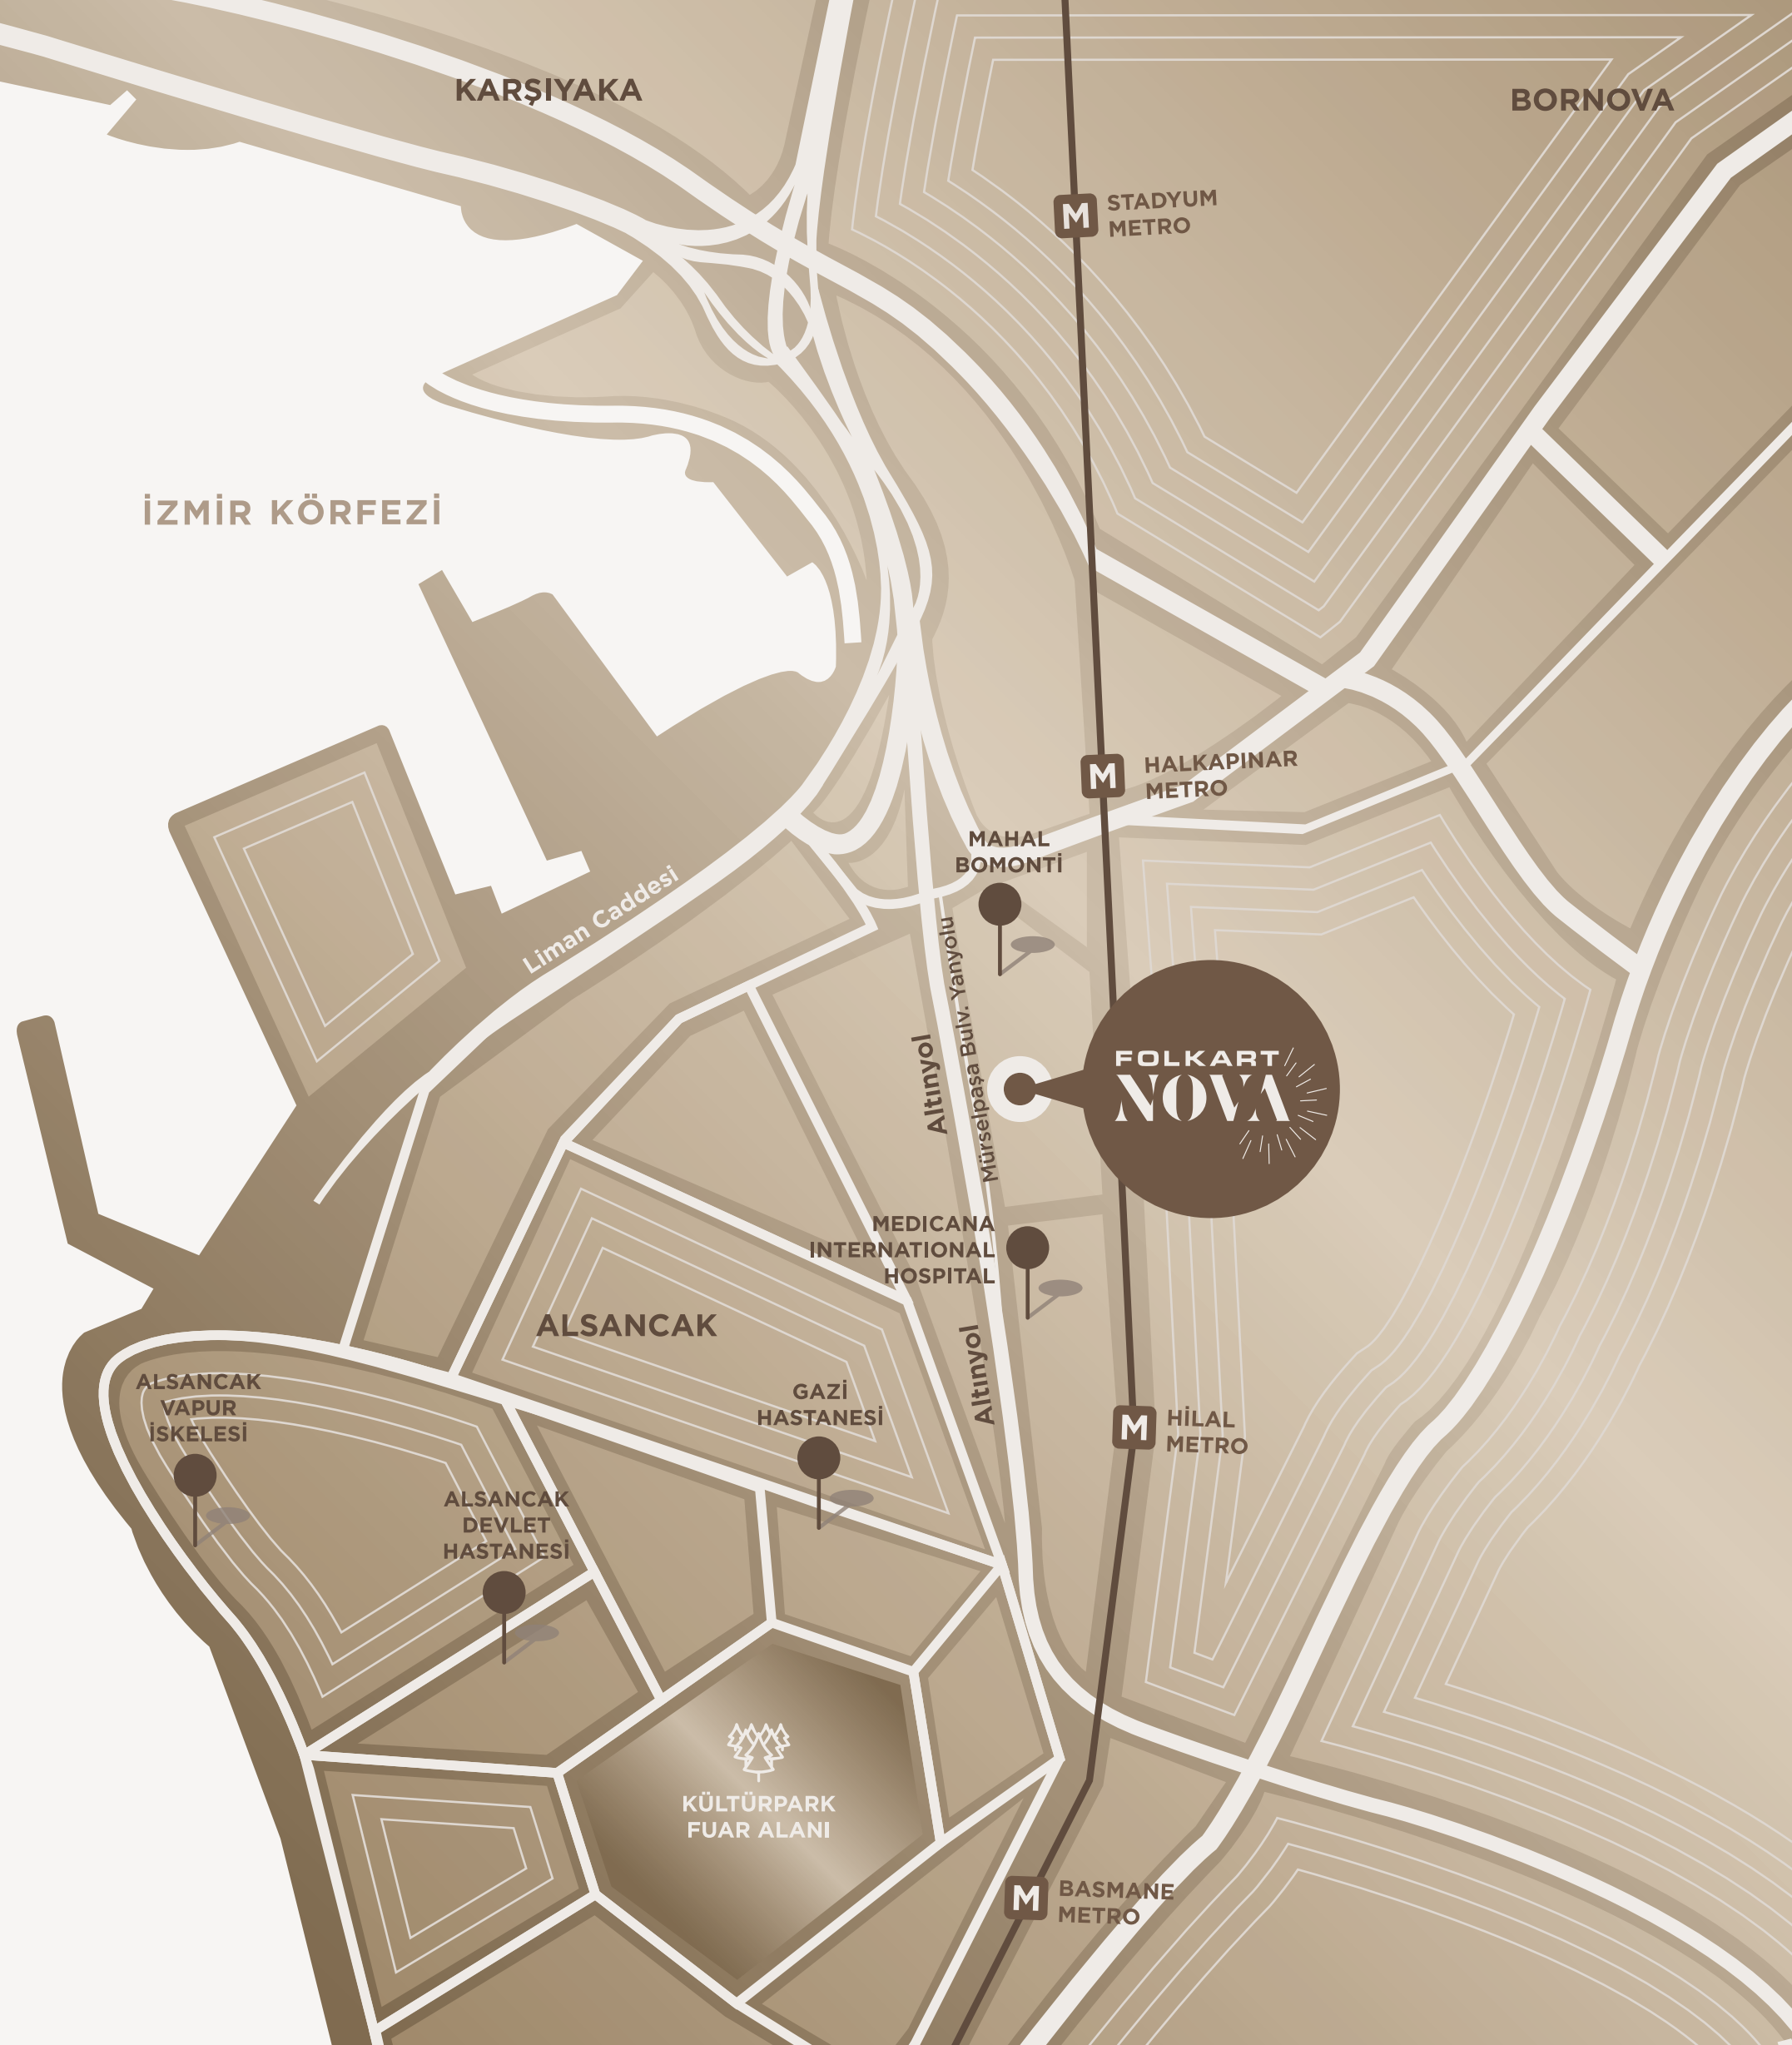 KARŞIYAKA
BORNOVA
STADYUM
METRO
İZMİR KÖRFEZİ
HALKAPINAR
METRO
MAHAL
BOMONTİ
Liman Caddesi
Mürselpaşa Bulv. Yanyolu
Altınyol
FOLKART
NOVA
MEDICANA
INTERNATIONAL
HOSPITAL
ALSANCAK
Altınyol
ALSANCAK
VAPUR
İSKELESİ
GAZİ
HASTANESİ
HİLAL
METRO
ALSANCAK
DEVLET
HASTANESİ
KÜLTÜRPARK
FUAR ALANI
BASMANE
METRO
M
M
M
M